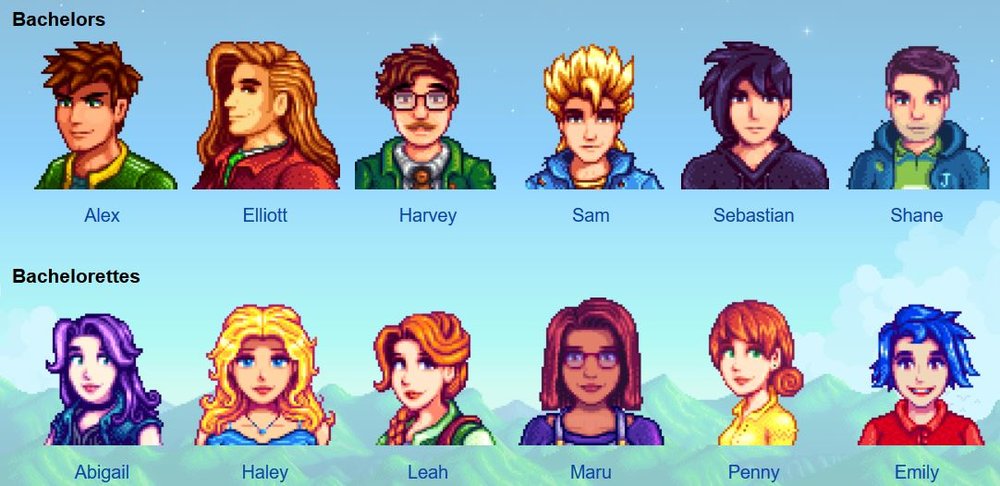 Bachelors
J
Alex Elliott Harvey Sam Sebastian Shane
Bachelorettes
Abigail Haley Leah Maru Penny Emily